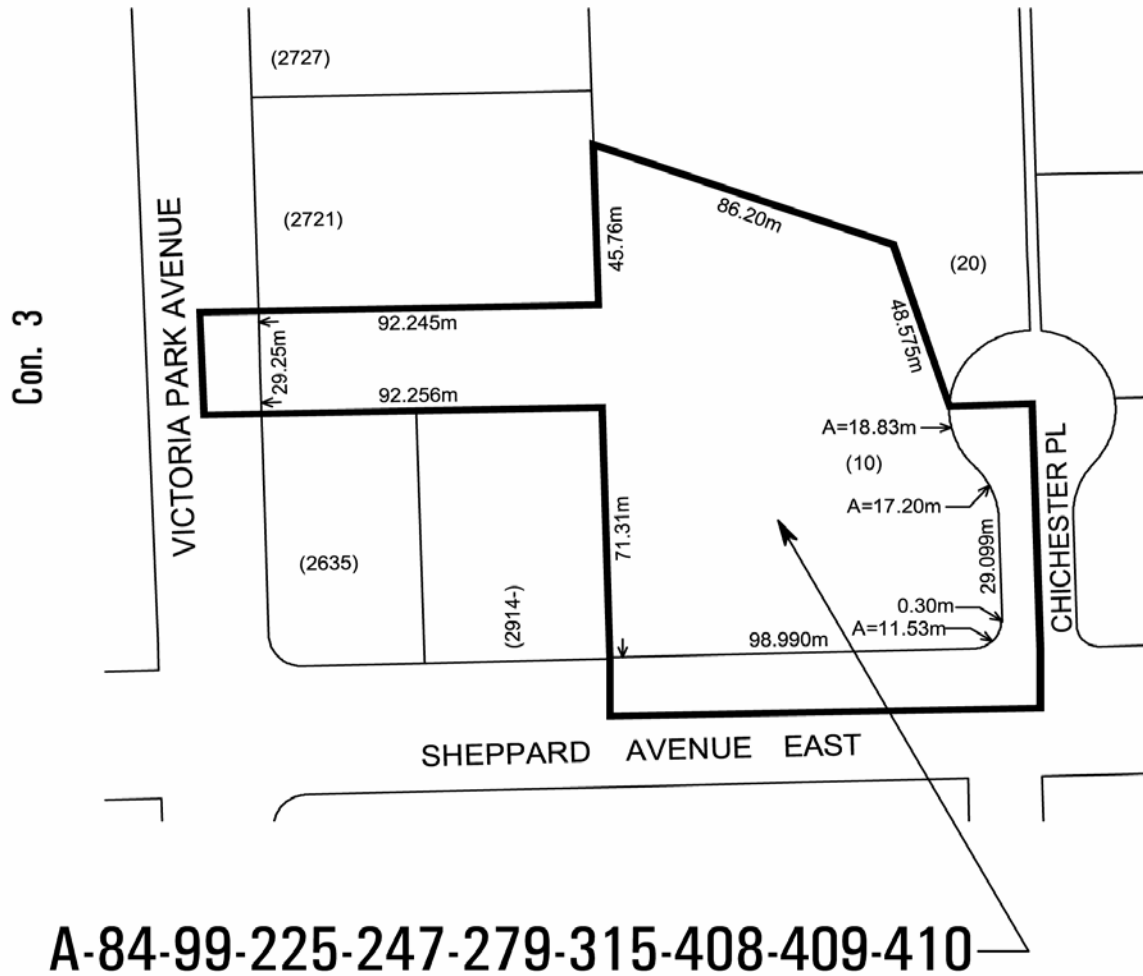 (2727)
(2721)
VICTORIA PARK AVENUE
Con. 3
45.76m
86.20m
(20)
48.575m
92.245m
29.25m
92.256m
A=18.83m
(10)
A=17.20m
CHICHESTER PL
71.31m
29.099m
(2635)
(2914-)
0.30m
A=11.53m
98.990m
SHEPPARD AVENUE EAST
A-84-99-225-247-279-315-408-409-410